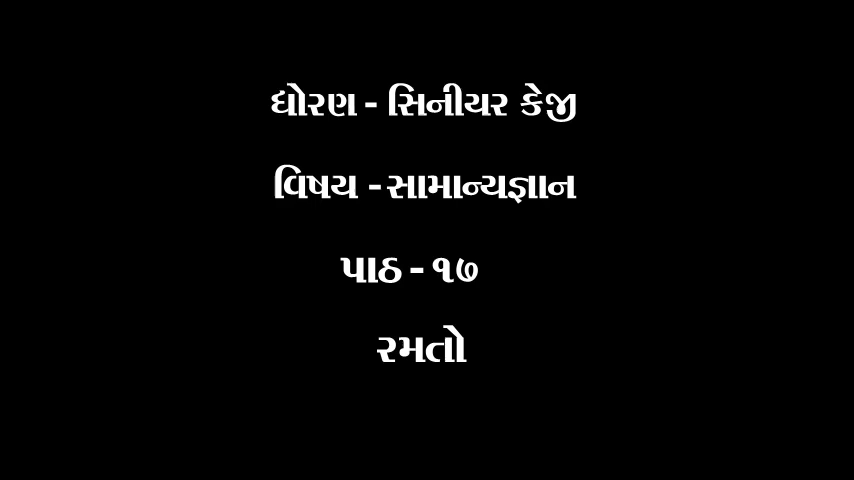 ધોરણ - સિનીયર કેજી
વિષય - સામાન્યજ્ઞાન
પાઠ - ૧૭
રમતો